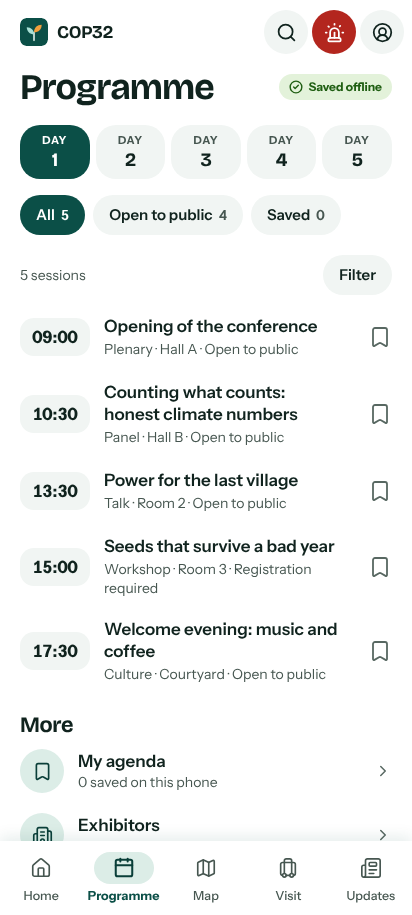 COP32
Programme
Saved offline
DAY
1
DAY
2
DAY
3
DAY
4
DAY
5
All 5
Open to public 4
Saved 0
5 sessions
Filter
09:00
Opening of the conference
Plenary · Hall A · Open to public
10:30
Counting what counts:
honest climate numbers
Panel · Hall B · Open to public
13:30
Power for the last village
Talk · Room 2 · Open to public
15:00
Seeds that survive a bad year
Workshop · Room 3 · Registration
required
17:30
Welcome evening: music and
coffee
Culture · Courtyard · Open to public
More
My agenda
0 saved on this phone
Exhibitors
Home
Programme
Map
Visit
Updates